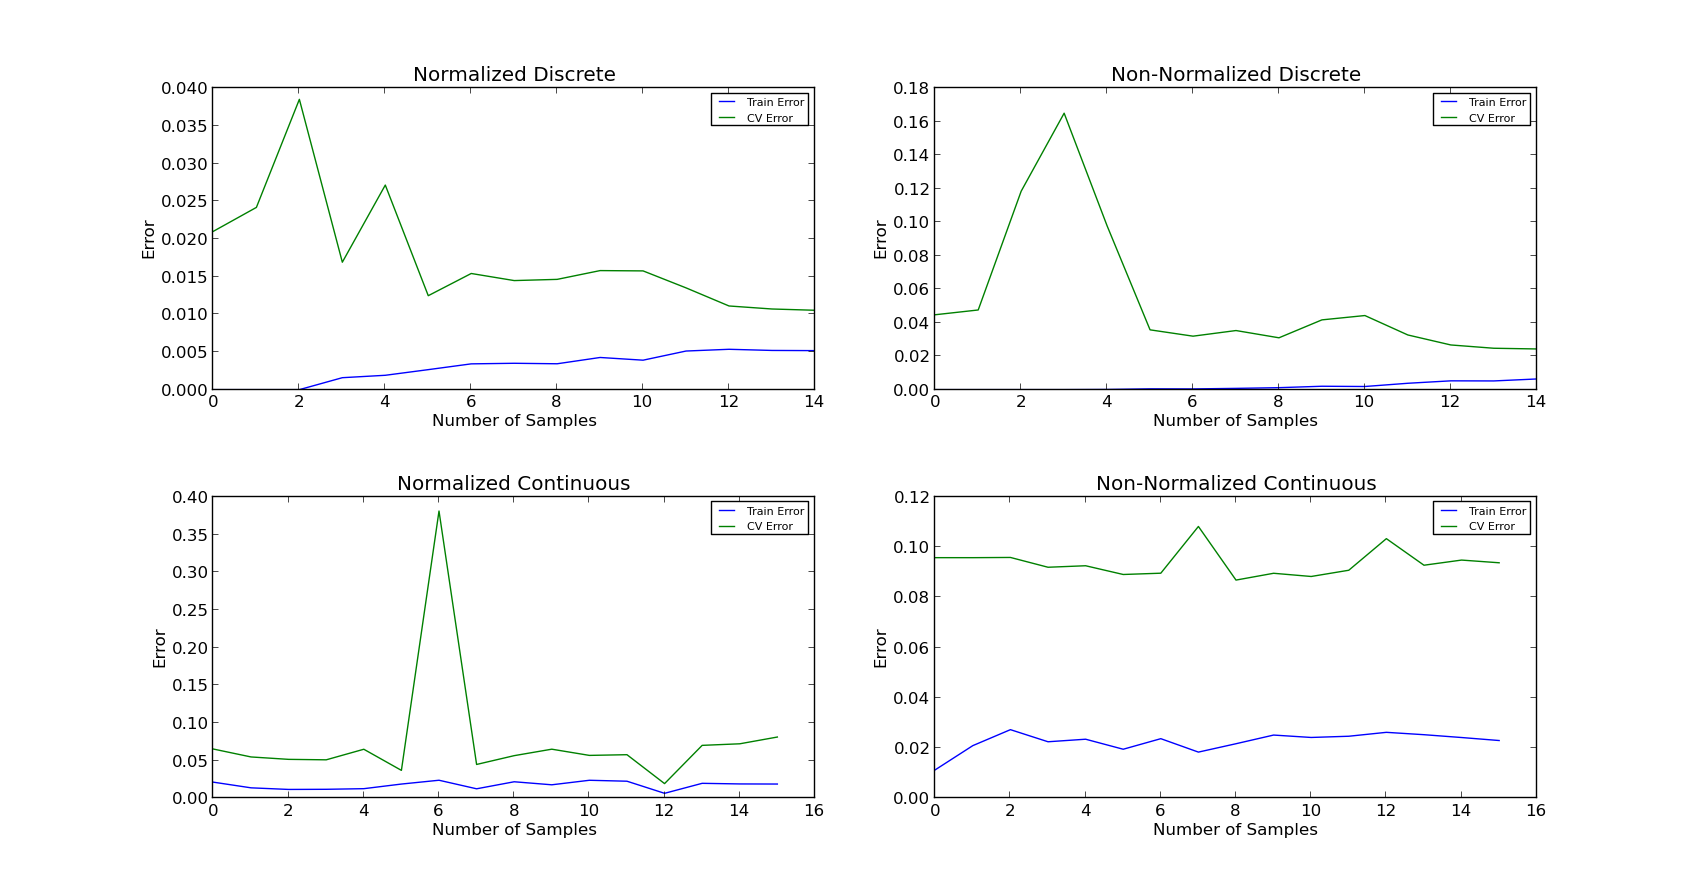 Normalized Discrete
0.040
0.035
0.030
0.025
0.020
0.015
0.010
0.005
0.000
Error
0 2 4 6 8 10 12 14
Number of Samples
Train Error
CV Error
Non-Normalized Discrete
0.18
0.16
0.14
0.12
0.10
0.08
0.06
0.04
0.02
0.00
Error
0 2 4 6 8 10 12 14
Number of Samples
Train Error
CV Error
Normalized Continuous
0.40
0.35
0.30
0.25
0.20
0.15
0.10
0.05
0.00
Error
0 2 4 6 8 10 12 14 16
Number of Samples
Train Error
CV Error
Non-Normalized Continuous
0.12
0.10
0.08
0.06
0.04
0.02
0.00
Error
0 2 4 6 8 10 12 14 16
Number of Samples
Train Error
CV Error